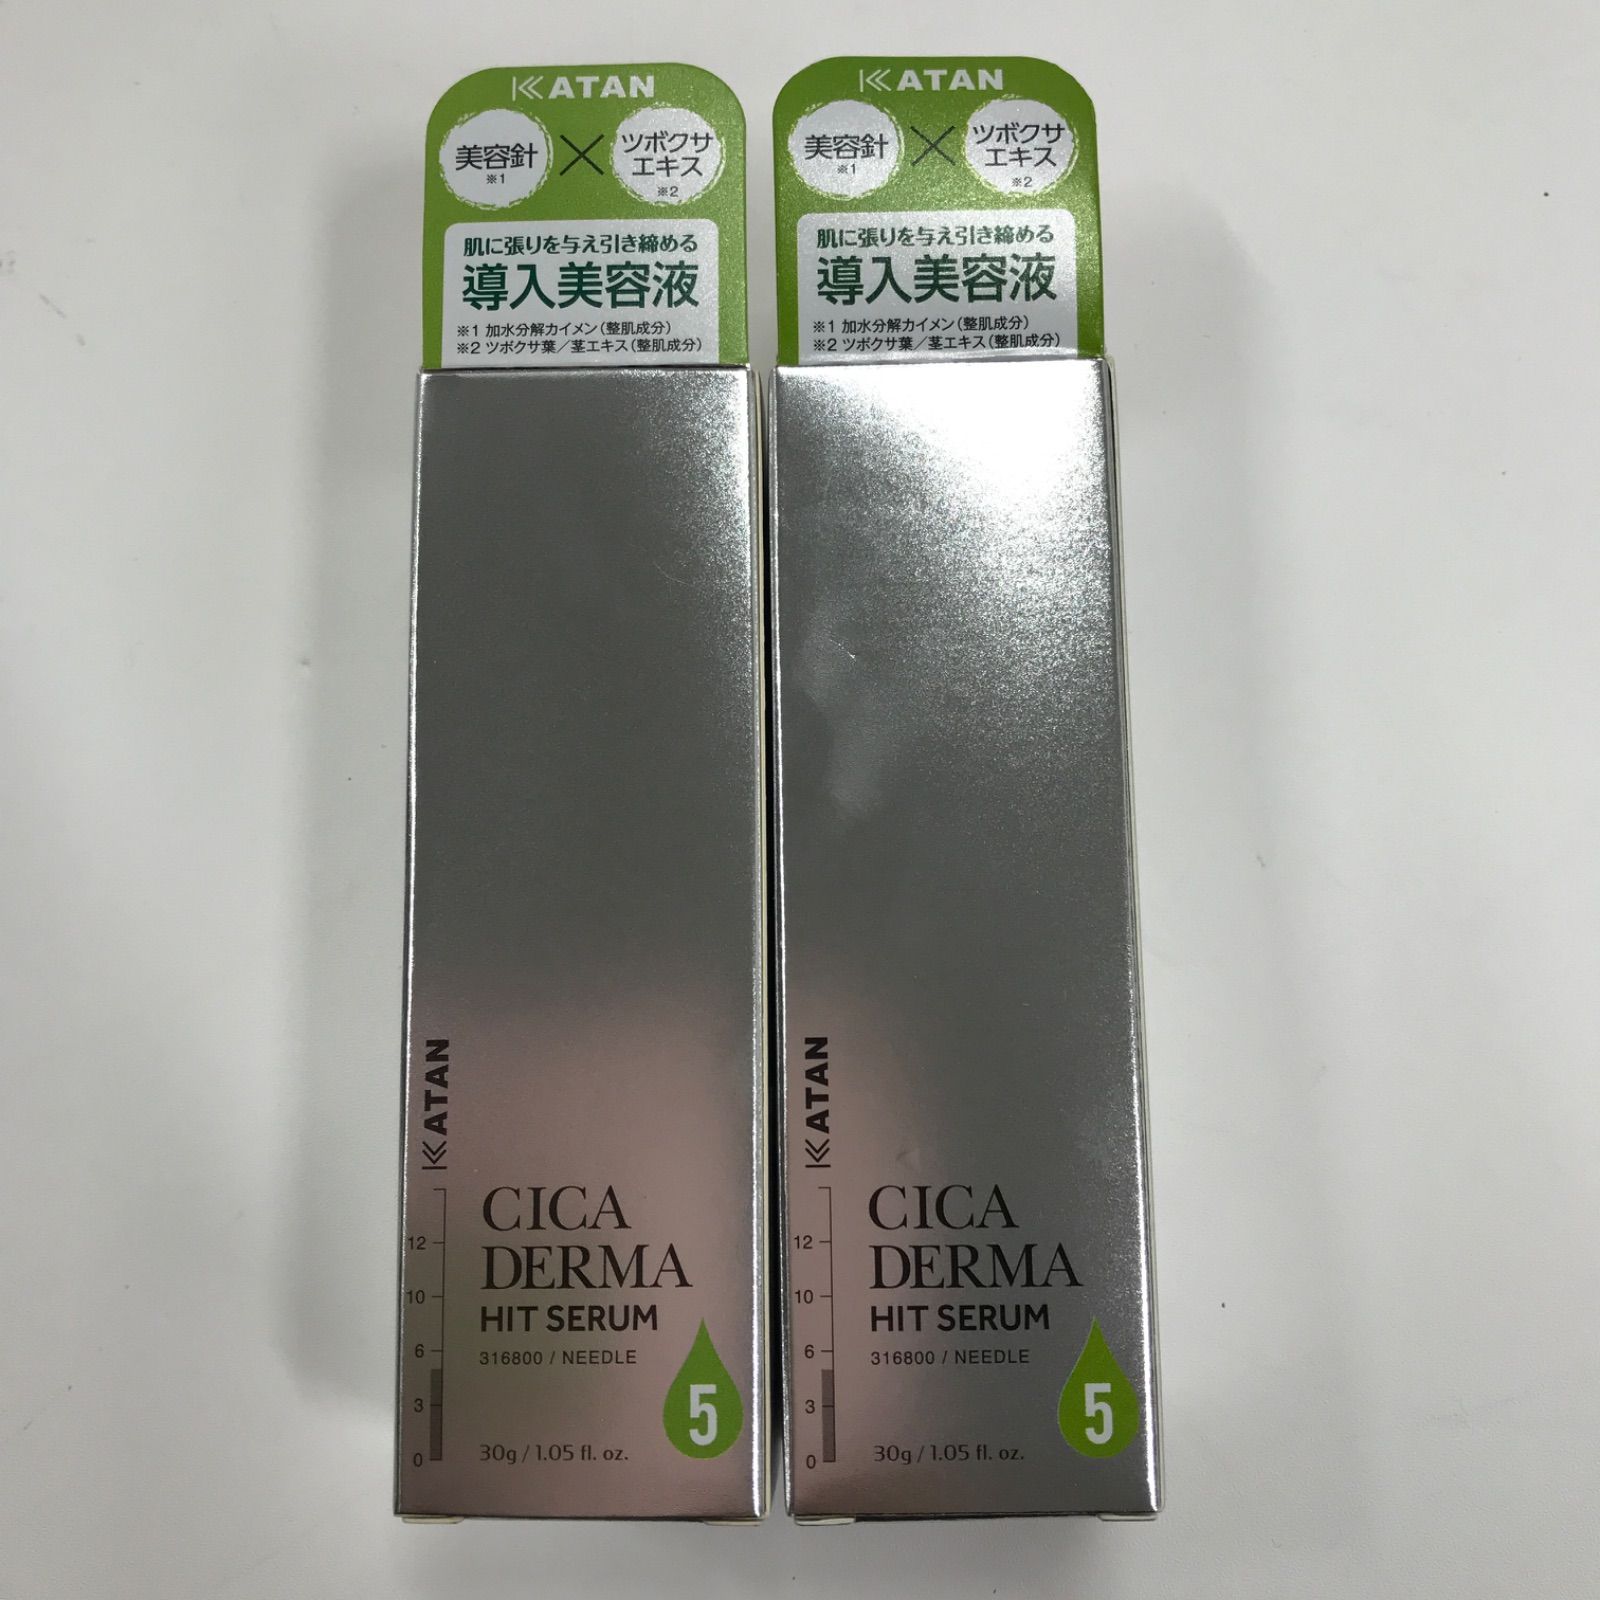 KATAN
美容針
※1
×
ツボクサ
エキス
※2
肌に張りを与え引き締める
導入美容液
※1 加水分解カイメン(整肌成分)
※2 ツボクサ葉/茎エキス(整肌成分)
KATAN
CICA
DERMA
HIT SERUM
316800 / NEEDLE
12
10
6
3
0
5
30g / 1.05 fl. oz.
KATAN
美容針
※1
×
ツボクサ
エキス
※2
肌に張りを与え引き締める
導入美容液
※1 加水分解カイメン(整肌成分)
※2 ツボクサ葉/茎エキス(整肌成分)
KATAN
CICA
DERMA
HIT SERUM
316800 / NEEDLE
12
10
6
3
0
5
30g / 1.05 fl. oz.